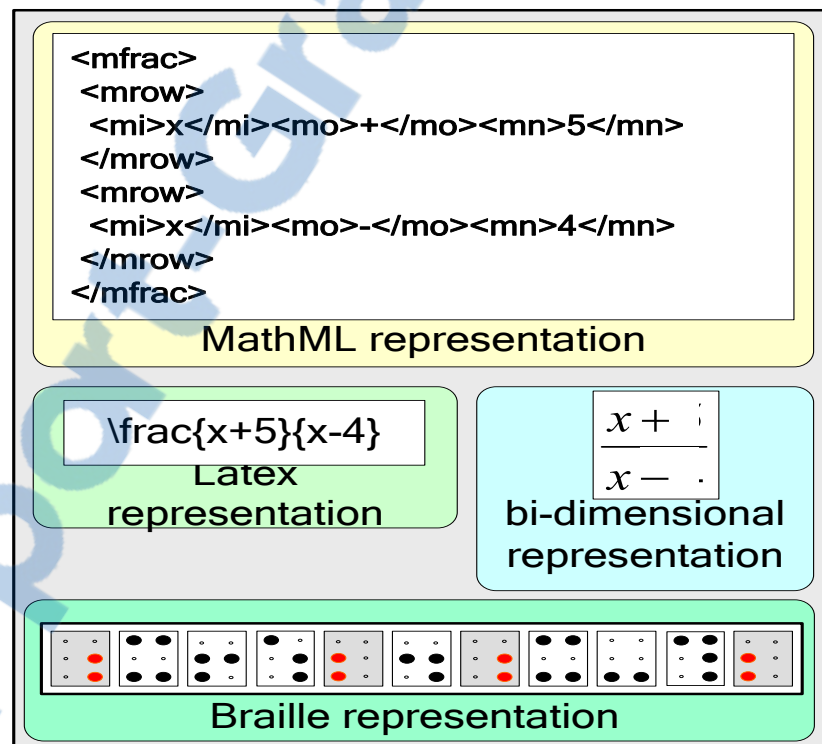 <mfrac>
<mrow>
<mi>x</mi><mo>+</mo><mn>5</mn>
</mrow>
<mrow>
<mi>x</mi><mo>-</mo><mn>4</mn>
</mrow>
</mfrac>
MathML representation
\frac{x+5}{x-4}
Latex
representation
x +
x −
bi-dimensional
representation
Braille representation